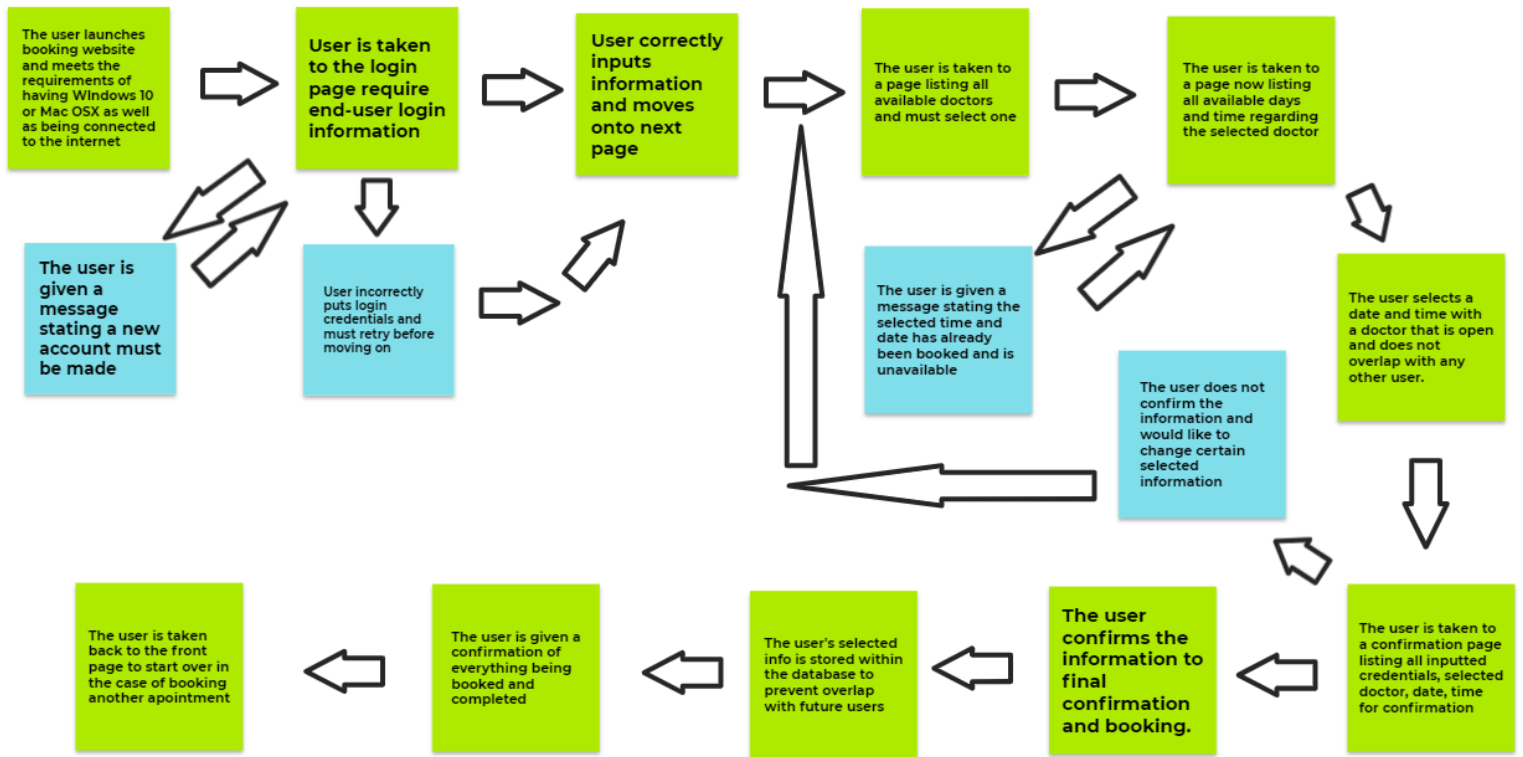 The user launches
booking website
and meets the
requirements of
having WIndows 10
or Mac OSX as well
as being connected
to the internet
User is taken
to the login
page require
end-user login
information
User correctly
inputs
information
and moves
onto next
page
The user is taken to
a page listing all
available doctors
and must select one
The user is taken to
a page now listing
all available days
and time regarding
the selected doctor
The user is
given a
message
stating a new
account must
be made
User incorrectly
puts login
credentials and
must retry before
moving on
The user is given a
message stating the
selected time and
date has already
been booked and is
unavailable
The user selects a
date and time with
a doctor that is open
and does not
overlap with any
other user.
The user does not
confirm the
information and
would like to
change certain
selected
information
The user is taken
back to the front
page to start over in
the case of booking
another apointment
The user is given a
confirmation of
everything being
booked and
completed
The user's selected
info is stored within
the database to
prevent overlap
with future users
The user
confirms the
information to
final
confirmation
and booking.
The user is taken to
a confirmation page
listing all inputted
credentials, selected
doctor, date, time
for confirmation